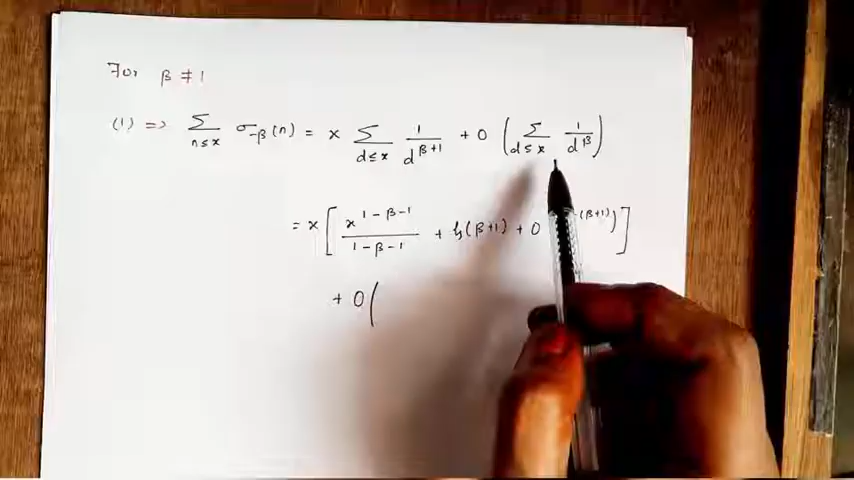 For β ≠ 1
(1) => Σ_{n≤x} σ_{-β}(n) = x Σ_{d≤x} 1/d^{β+1} + O ( Σ_{d≤x} 1/d^β )
= x [ x^{1-β-1}/1-β-1 + ζ(β+1) + O -(β+1)) ]
+ O (